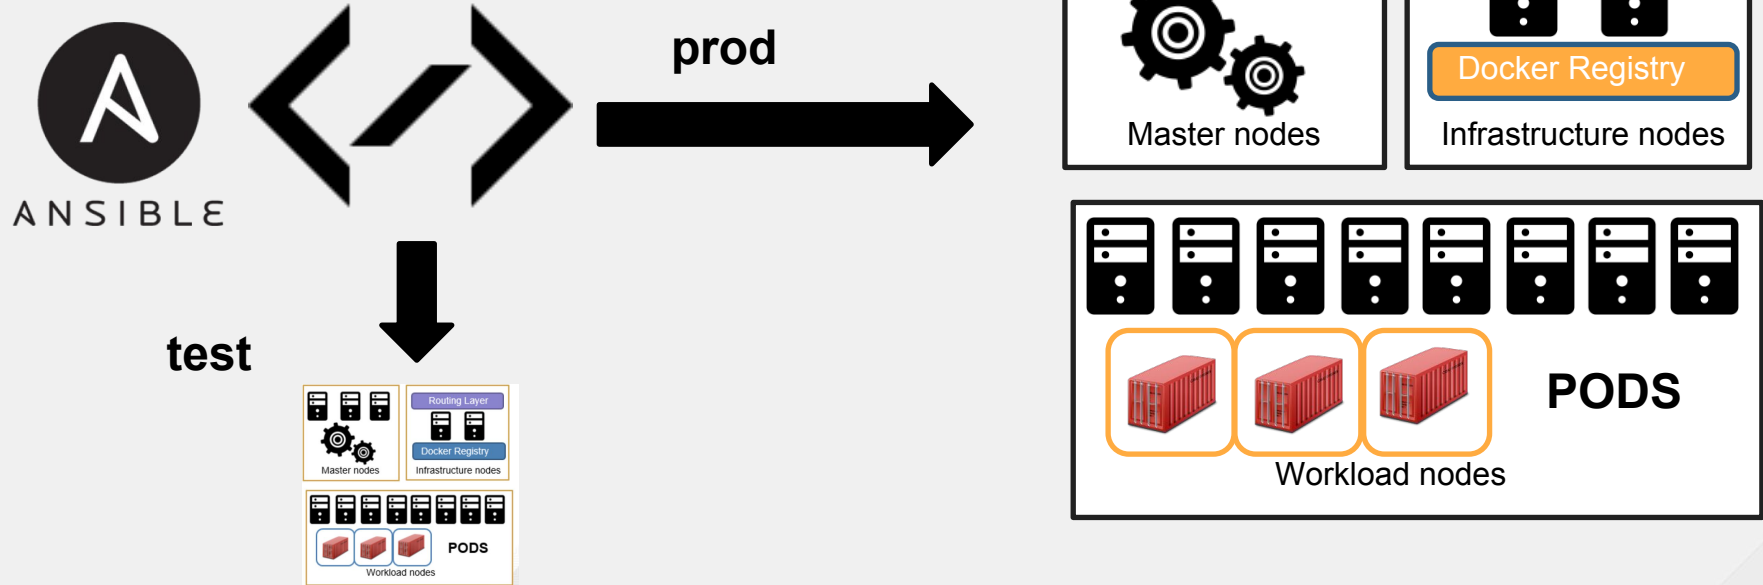 prod
Docker Registry
Master nodes
Infrastructure nodes
ANSIBLE
test
PODS
Workload nodes
Routing Layer
Docker Registry
Master nodes
Infrastructure nodes
PODS
Workload nodes